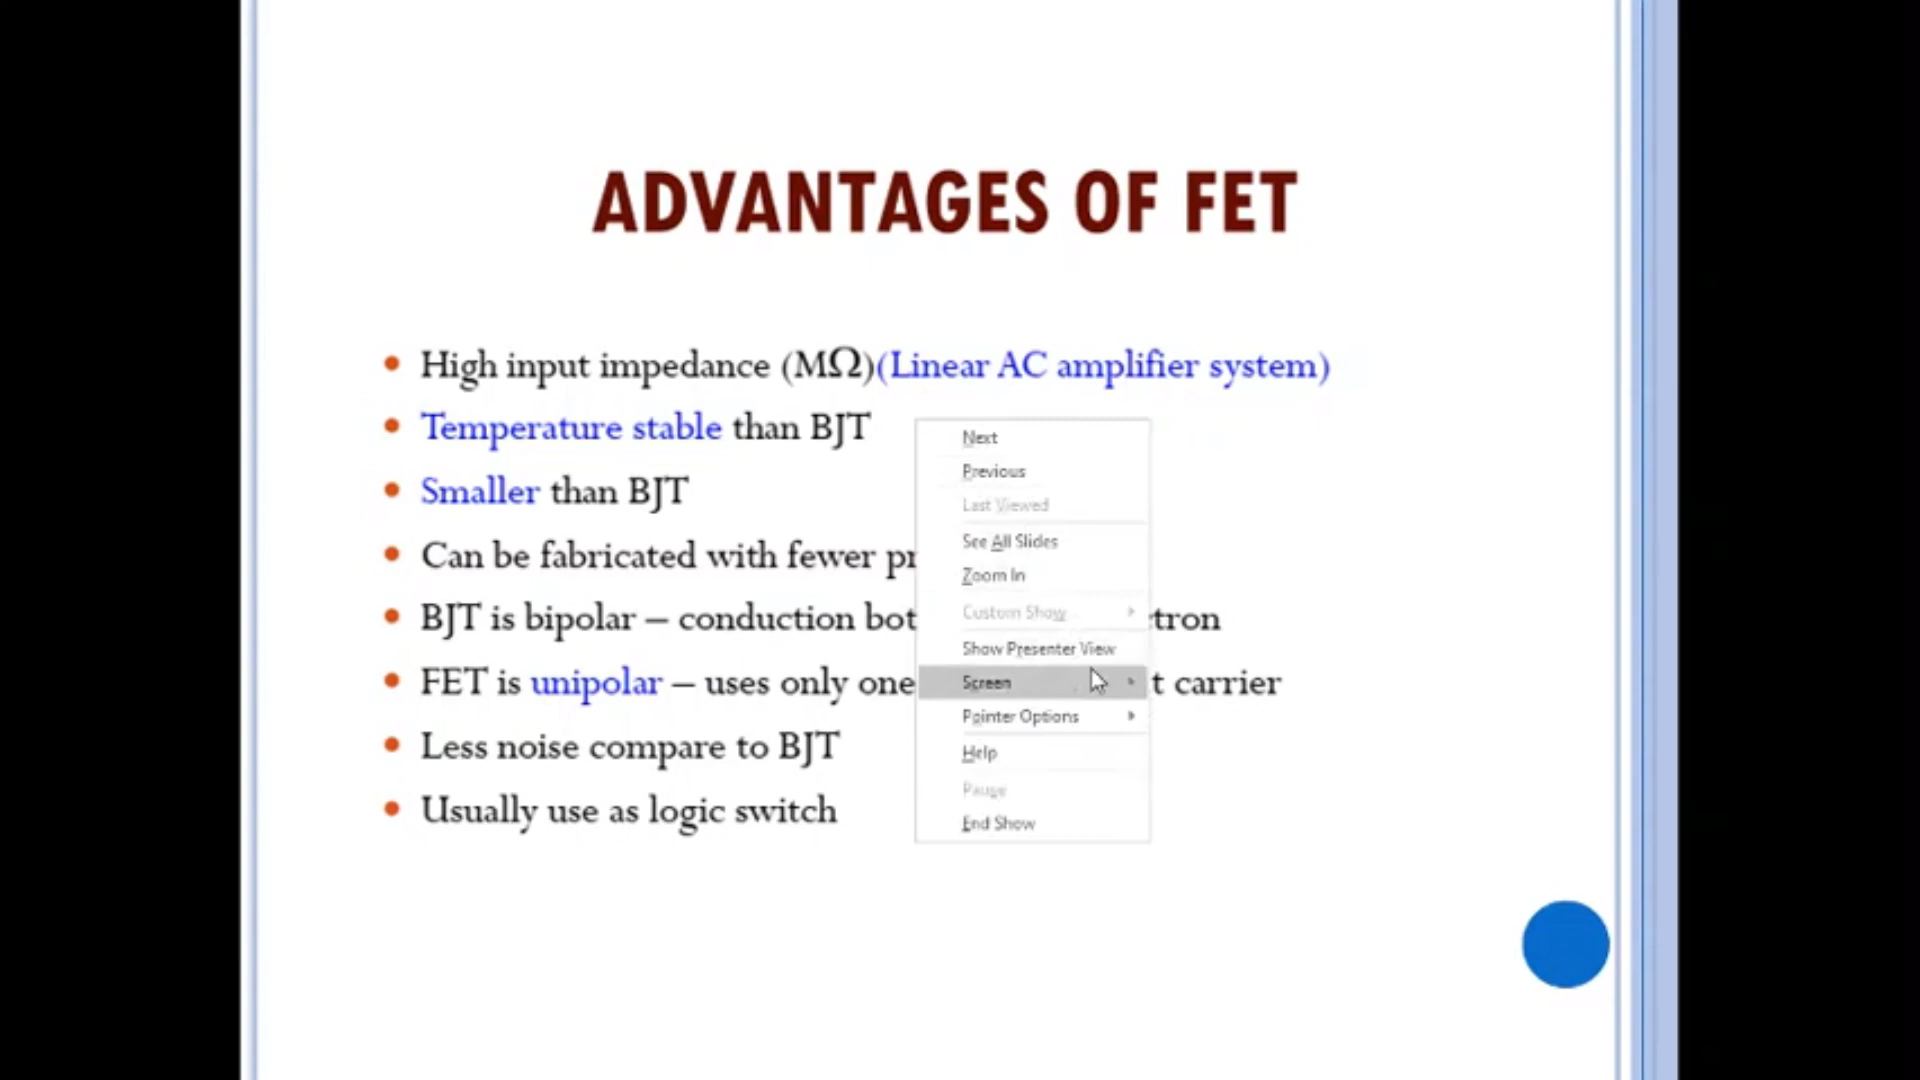 ADVANTAGES OF FET
High input impedance (MΩ)(Linear AC amplifier system)
Temperature stable than BJT
Smaller than BJT
Can be fabricated with fewer
BJT is bipolar – conduction
FET is unipolar – uses only one carrier
Less noise compare to BJT
Usually use as logic switch
Next
Previous
Last Viewed
See All Slides
Zoom In
Custom Show
Show Presenter View
Screen
Pointer Options
Help
Pause
End Show